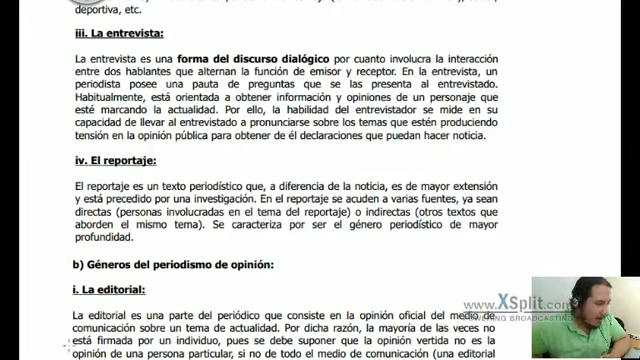 deportiva, etc.
iii. La entrevista:
La entrevista es una forma del discurso dialógico por cuanto involucra la interacción
entre dos hablantes que alternan la función de emisor y receptor. En la entrevista, un
periodista posee una pauta de preguntas que se las presenta al entrevistado.
Habitualmente, está orientada a obtener información y opiniones de un personaje que
esté marcando la actualidad. Por ello, la habilidad del entrevistador se mide en su
capacidad de llevar al entrevistado a pronunciarse sobre los temas que estén produciendo
tensión en la opinión pública para obtener de él declaraciones que puedan hacer noticia.
iv. El reportaje:
El reportaje es un texto periodístico que, a diferencia de la noticia, es de mayor extensión
y está precedido por una investigación. En el reportaje se acuden a varias fuentes, ya sean
directas (personas involucradas en el tema del reportaje) o indirectas (otros textos que
aborden el mismo tema). Se caracteriza por ser el género periodístico de mayor
profundidad.
b) Géneros del periodismo de opinión:
i. La editorial:
La editorial es una parte del periódico que consiste en la opinión oficial del medio de
comunicación sobre un tema de actualidad. Por dicha razón, la mayoría de las veces no
está firmada por un individuo, pues se debe suponer que la opinión vertida no es la
opinión de una persona particular, si no de todo el medio de comunicación (una editorial
www.XSplit.com
POWERING BROADCASTING